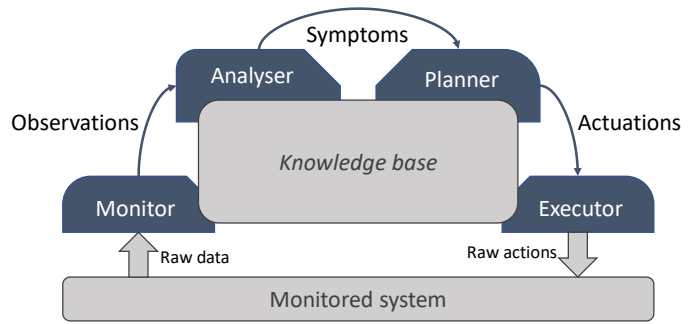 Symptoms
Analyser
Planner
Observations
Actuations
Knowledge base
Monitor
Executor
Raw data
Raw actions
Monitored system